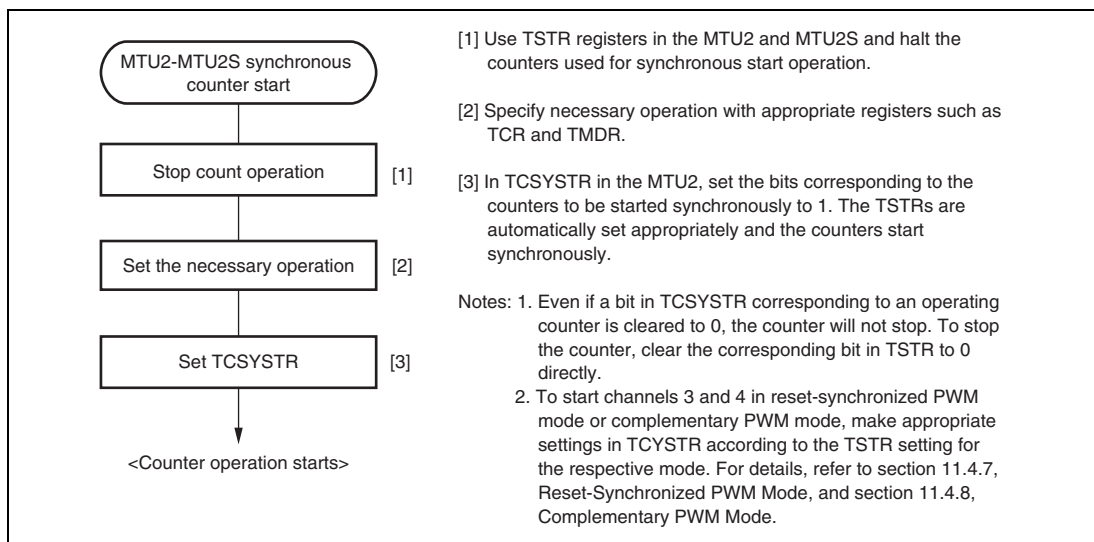 MTU2-MTU2S synchronous
counter start
Stop count operation
[1]
Set the necessary operation
[2]
Set TCSYSTR
[3]
<Counter operation starts>
[1] Use TSTR registers in the MTU2 and MTU2S and halt the
counters used for synchronous start operation.
[2] Specify necessary operation with appropriate registers such as
TCR and TMDR.
[3] In TCSYSTR in the MTU2, set the bits corresponding to the
counters to be started synchronously to 1. The TSTRs are
automatically set appropriately and the counters start
synchronously.
Notes: 1. Even if a bit in TCSYSTR corresponding to an operating
counter is cleared to 0, the counter will not stop. To stop
the counter, clear the corresponding bit in TSTR to 0
directly.
2. To start channels 3 and 4 in reset-synchronized PWM
mode or complementary PWM mode, make appropriate
settings in TCYSTR according to the TSTR setting for
the respective mode. For details, refer to section 11.4.7,
Reset-Synchronized PWM Mode, and section 11.4.8,
Complementary PWM Mode.